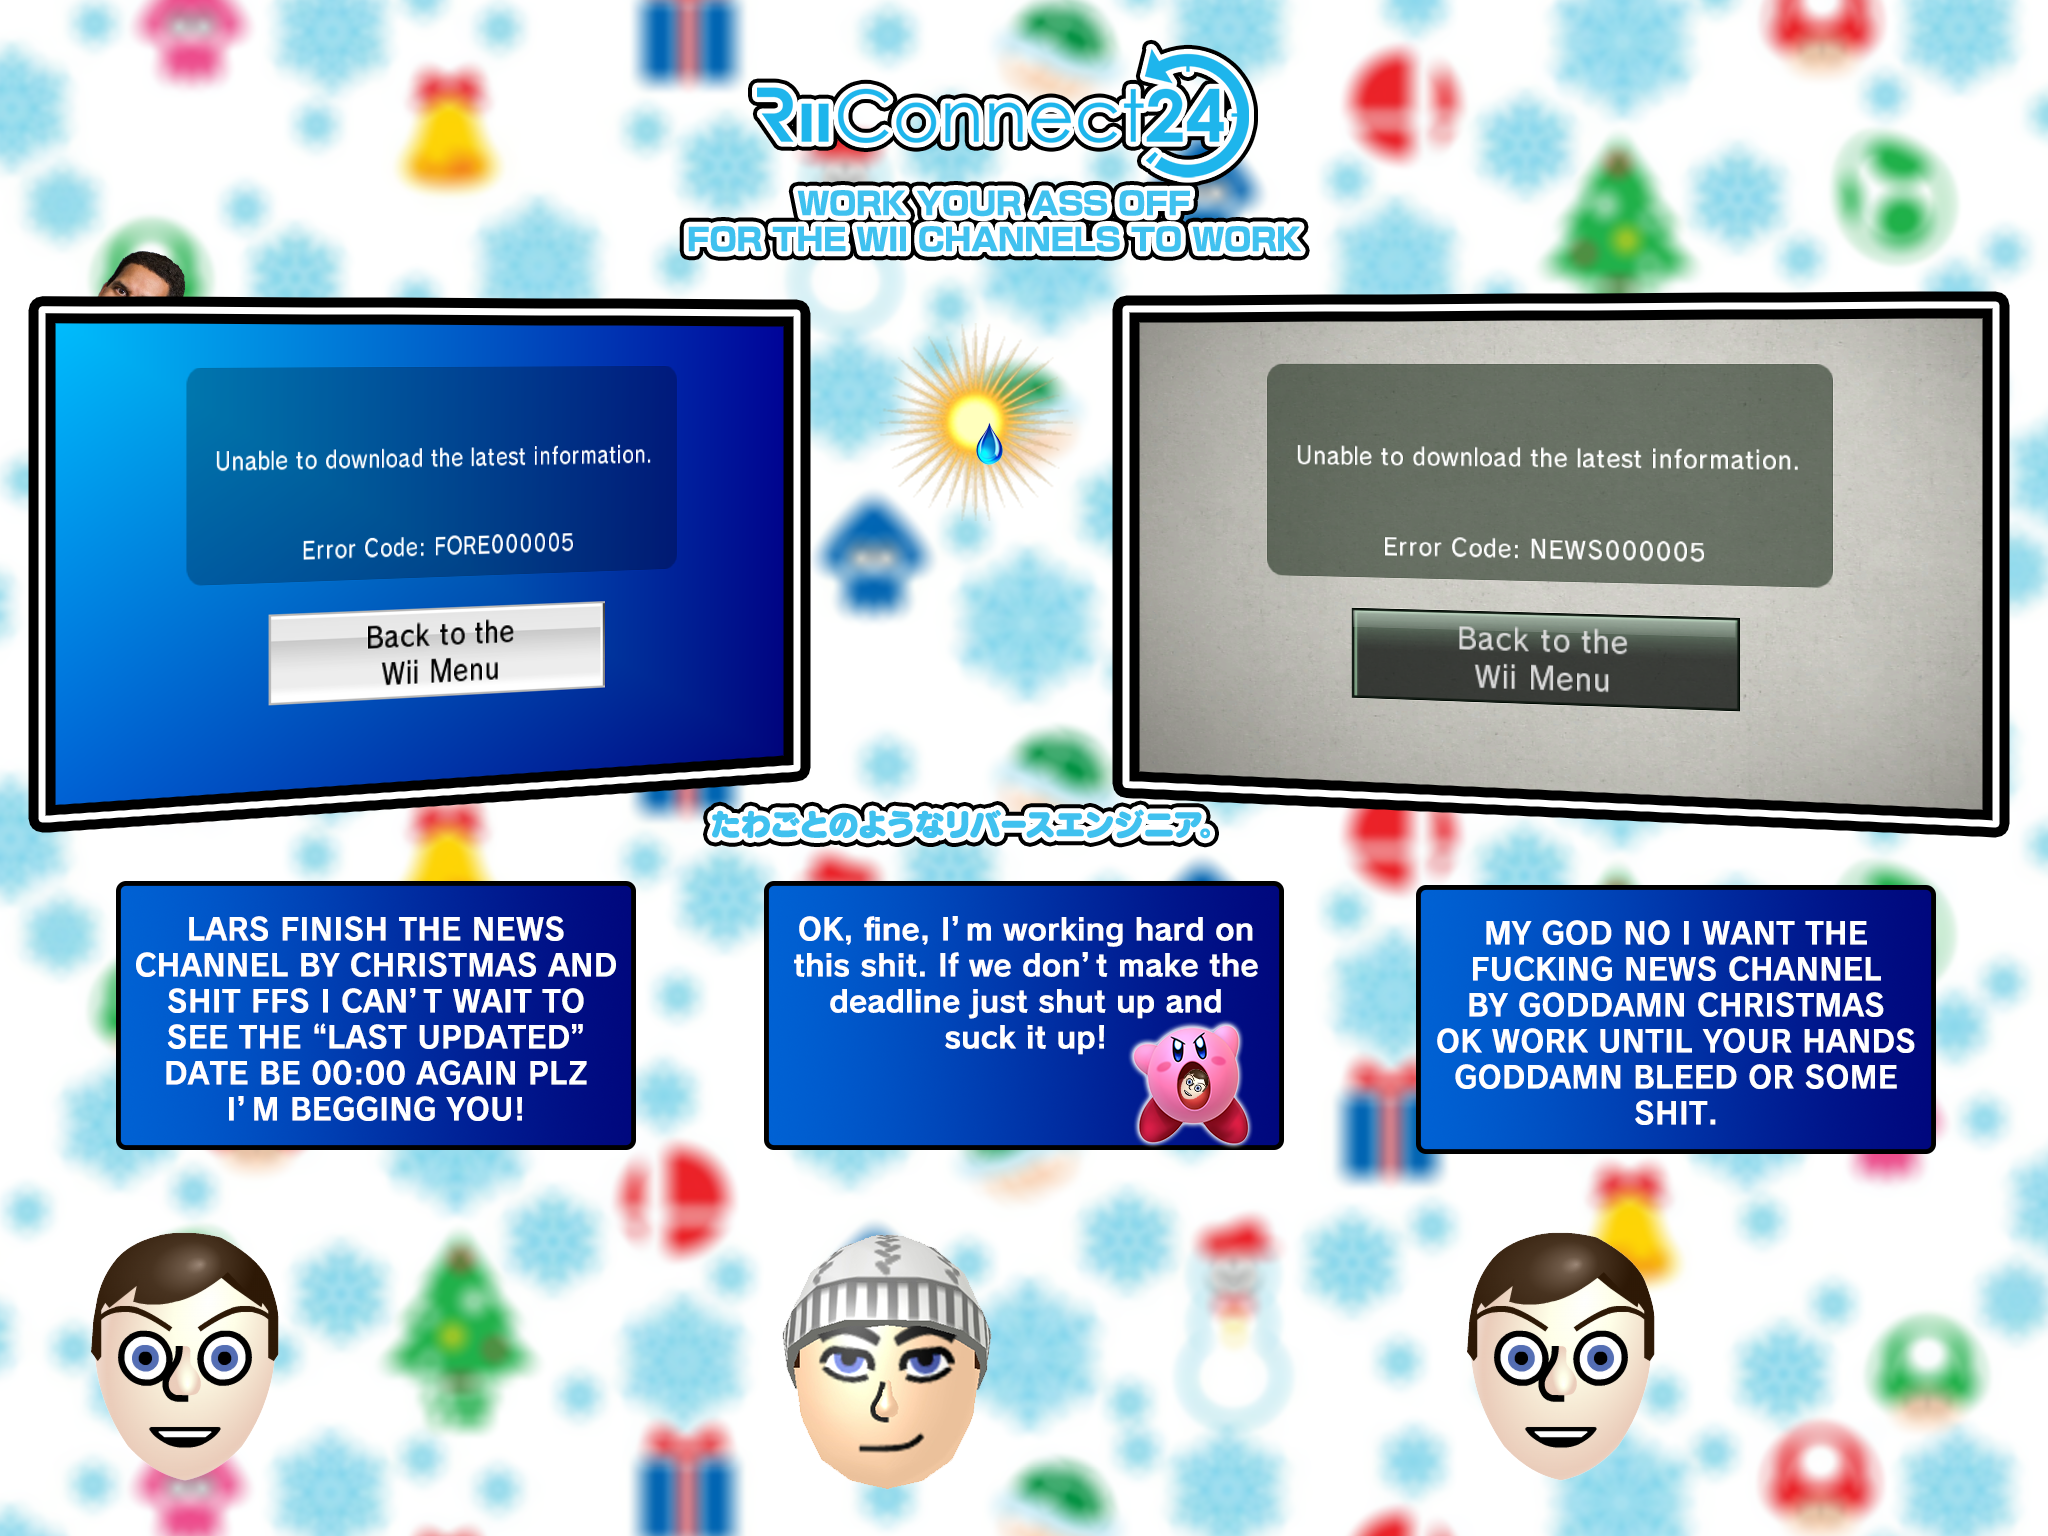 RiiConnect24
WORK YOUR ASS OFF
FOR THE WII CHANNELS TO WORK
Unable to download the latest information.
Error Code: FORE000005
Back to the
Wii Menu
Unable to download the latest information.
Error Code: NEWS000005
Back to the
Wii Menu
たわごとのようなリバースエンジニア。
LARS FINISH THE NEWS
CHANNEL BY CHRISTMAS AND
SHIT FFS I CAN'T WAIT TO
SEE THE “LAST UPDATED”
DATE BE 00:00 AGAIN PLZ
I'M BEGGING YOU!
OK, fine, I'm working hard on
this shit. If we don't make the
deadline just shut up and
suck it up!
MY GOD NO I WANT THE
FUCKING NEWS CHANNEL
BY GODDAMN CHRISTMAS
OK WORK UNTIL YOUR HANDS
GODDAMN BLEED OR SOME
SHIT.